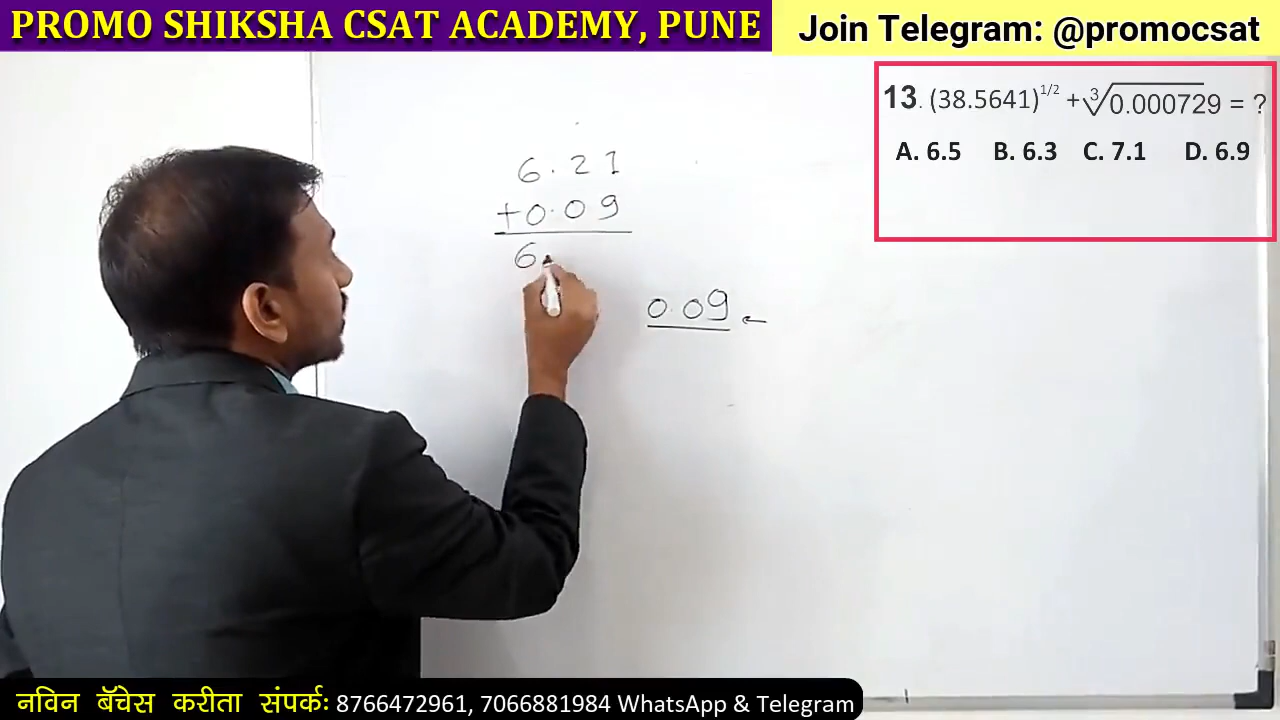 PROMO SHIKSHA CSAT ACADEMY, PUNE
Join Telegram: @promocsat
13. (38.5641)^1/2 + ∛0.000729 = ?
A. 6.5 B. 6.3 C. 7.1 D. 6.9
6.21
+0.09
6.
0.09 ←
नविन बॅचेस करीता संपर्कः 8766472961, 7066881984 WhatsApp & Telegram